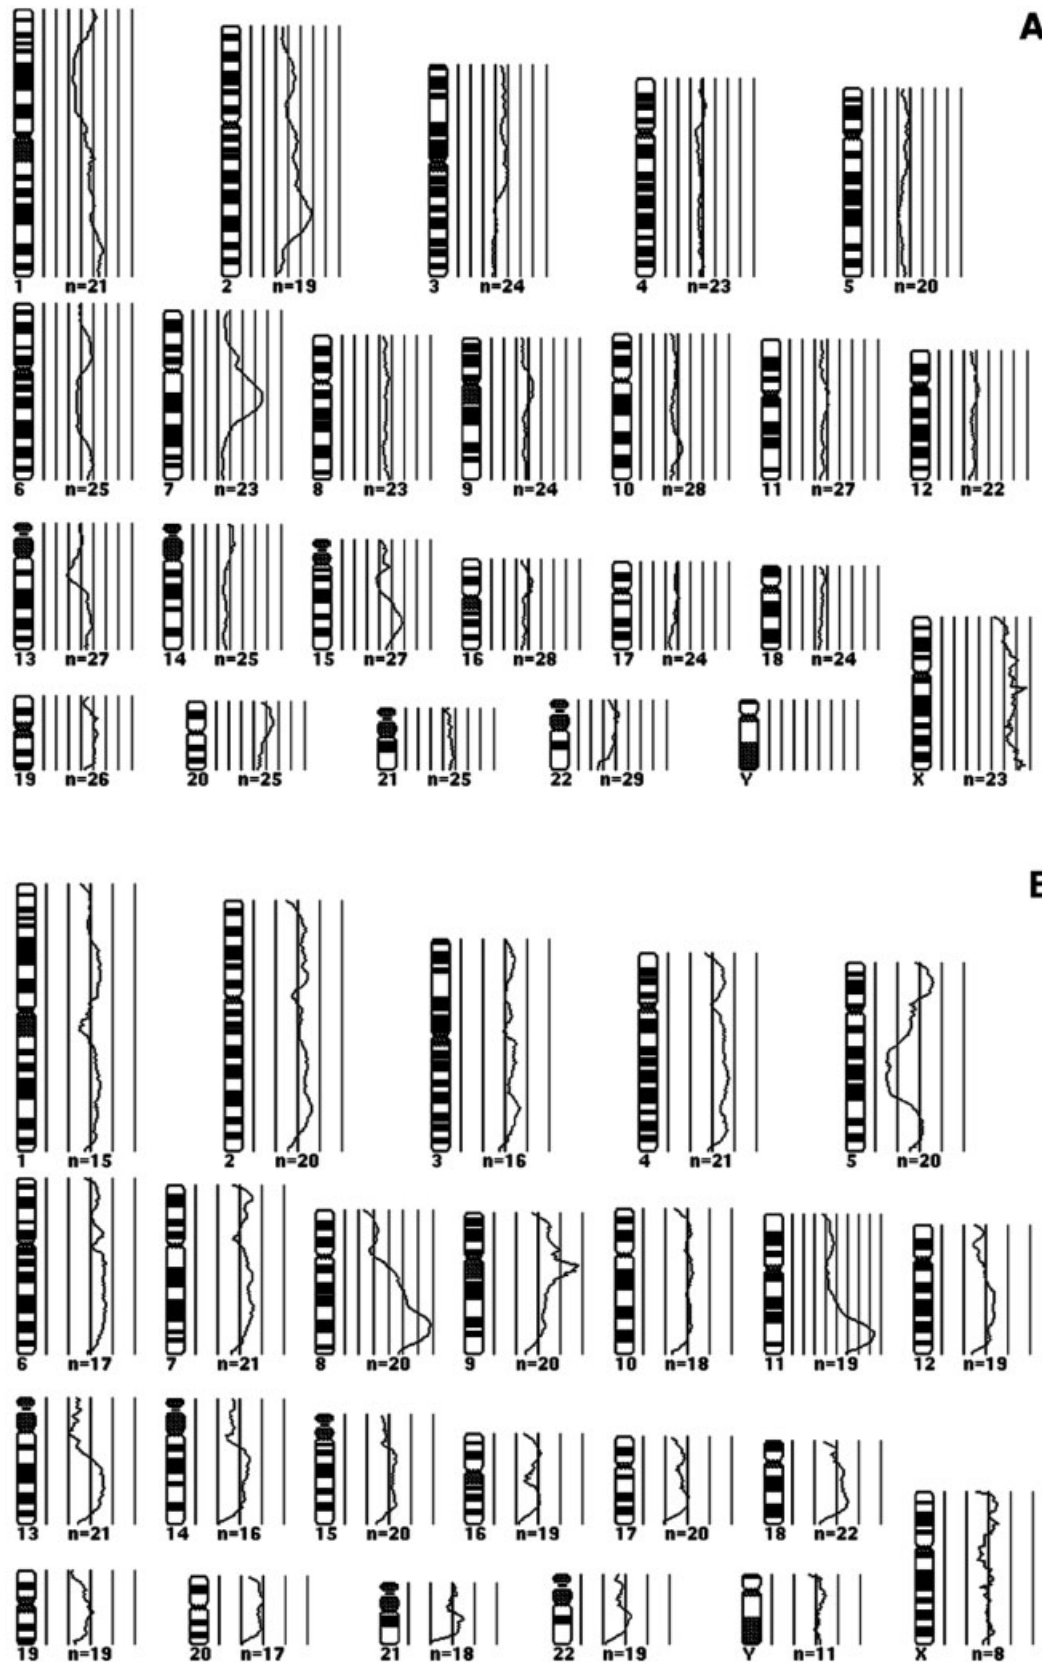 A
1 n=21 2 n=19 3 n=24 4 n=23 5 n=20
6 n=25 7 n=23 8 n=23 9 n=24 10 n=28 11 n=27 12 n=22
13 n=27 14 n=25 15 n=27 16 n=28 17 n=24 18 n=24
19 n=26 20 n=25 21 n=25 22 n=29 Y X n=23
1 n=15 2 n=20 3 n=16 4 n=21 5 n=20
6 n=17 7 n=21 8 n=20 9 n=20 10 n=18 11 n=19 12 n=19
13 n=21 14 n=16 15 n=20 16 n=19 17 n=20 18 n=22
19 n=19 20 n=17 21 n=18 22 n=19 Y n=11 X n=8